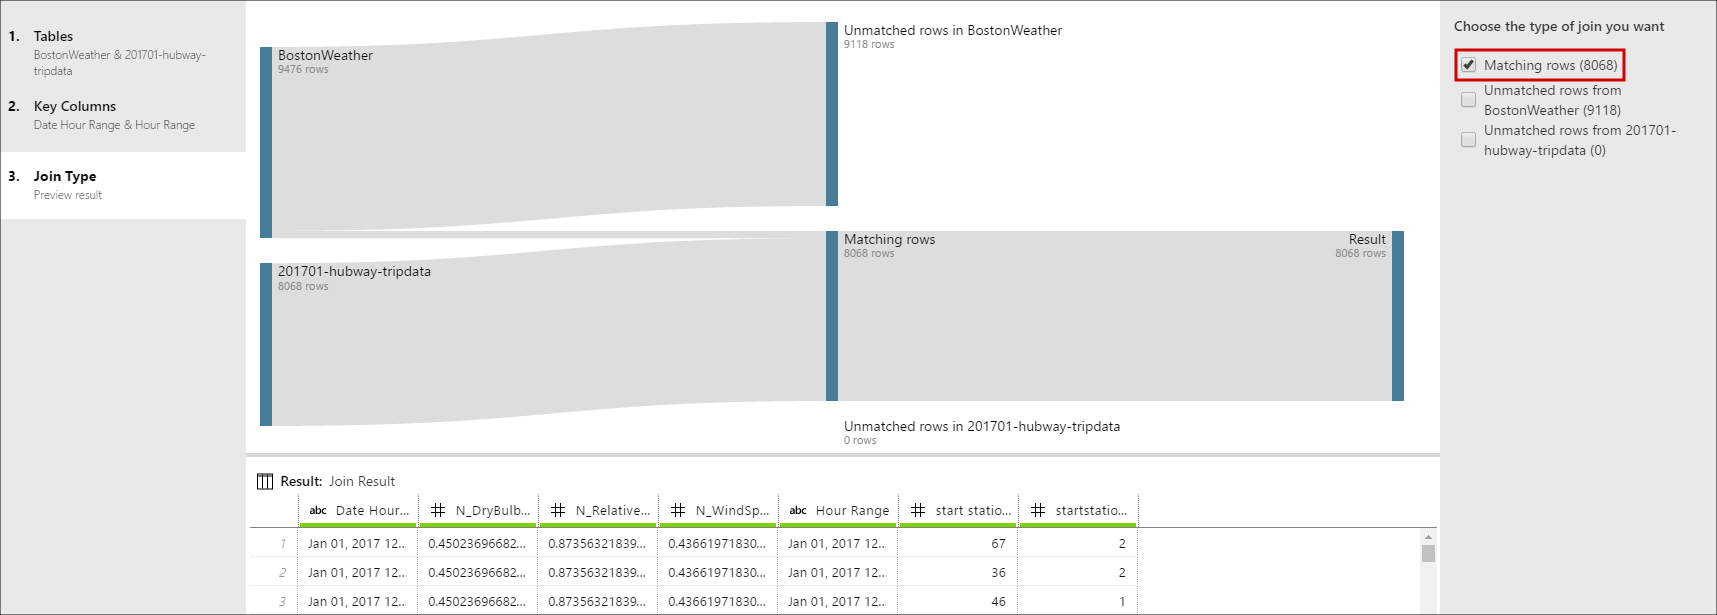 1. Tables
BostonWeather & 201701-hubway-
tripdata
2. Key Columns
Date Hour Range & Hour Range
3. Join Type
Preview result
BostonWeather
9476 rows
201701-hubway-tripdata
8068 rows
Unmatched rows in BostonWeather
9118 rows
Matching rows
8068 rows
Result
8068 rows
Unmatched rows in 201701-hubway-tripdata
0 rows
Choose the type of join you want
Matching rows (8068)
Unmatched rows from
BostonWeather (9118)
Unmatched rows from 201701-
hubway-tripdata (0)
Result: Join Result
abc Date Hour... # N_DryBulb... # N_Relative... # N_WindSp... abc Hour Range # start statio... # startstatio...
1 Jan 01, 2017 12... 0.45023696682... 0.87356321839... 0.43661971830... Jan 01, 2017 12... 67 2
2 Jan 01, 2017 12... 0.45023696682... 0.87356321839... 0.43661971830... Jan 01, 2017 12... 36 2
3 Jan 01, 2017 12... 0.45023696682... 0.87356321839... 0.43661971830... Jan 01, 2017 12... 46 1